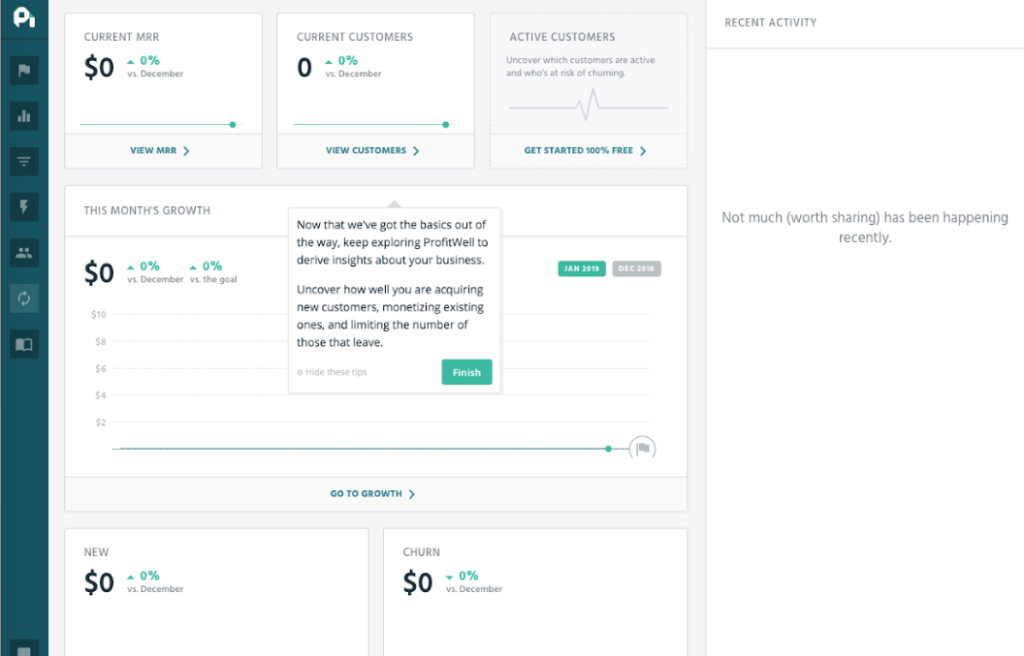 CURRENT MRR
$0
0%
vs. December
VIEW MRR
CURRENT CUSTOMERS
0
0%
vs. December
VIEW CUSTOMERS
ACTIVE CUSTOMERS
Uncover which customers are active
and who's at risk of churning.
GET STARTED 100% FREE
RECENT ACTIVITY
Not much (worth sharing) has been happening
recently.
THIS MONTH'S GROWTH
$0
0%
vs. December
0%
vs. the goal
JAN 2019
DEC 2018
$10
$8
$6
$4
$2
Now that we've got the basics out of
the way, keep exploring ProfitWell to
derive insights about your business.
Uncover how well you are acquiring
new customers, monetizing existing
ones, and limiting the number of
those that leave.
Hide these tips
Finish
GO TO GROWTH
NEW
$0
0%
vs. December
CHURN
$0
0%
vs. December